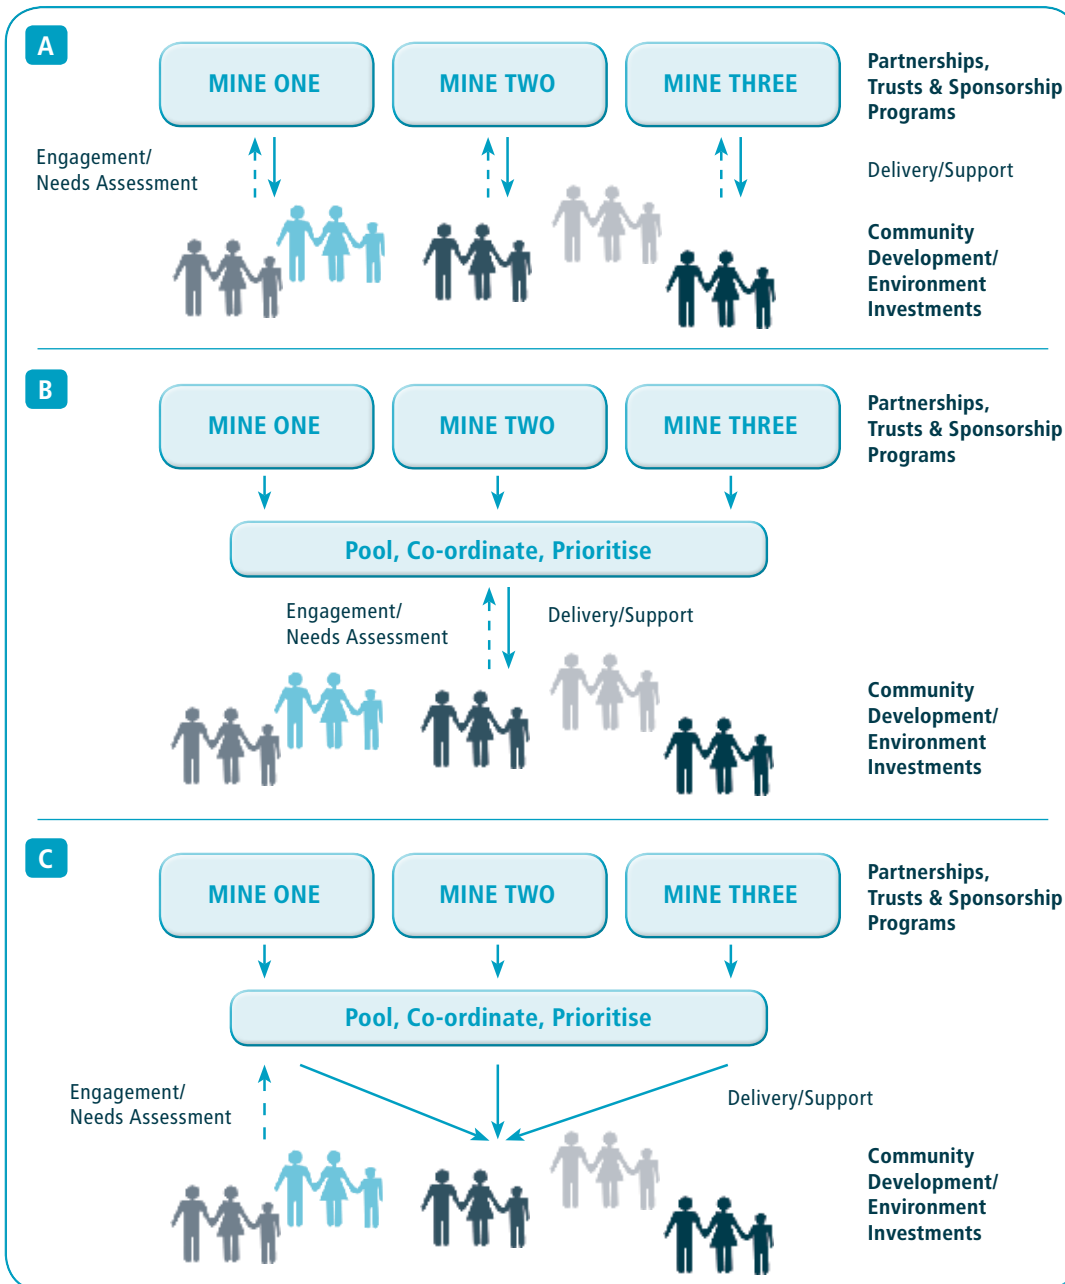 A
MINE ONE
MINE TWO
MINE THREE
Partnerships,
Trusts & Sponsorship
Programs
Engagement/
Needs Assessment
Delivery/Support
Community
Development/
Environment
Investments
B
MINE ONE
MINE TWO
MINE THREE
Partnerships,
Trusts & Sponsorship
Programs
Pool, Co-ordinate, Prioritise
Engagement/
Needs Assessment
Delivery/Support
Community
Development/
Environment
Investments
C
MINE ONE
MINE TWO
MINE THREE
Partnerships,
Trusts & Sponsorship
Programs
Pool, Co-ordinate, Prioritise
Engagement/
Needs Assessment
Delivery/Support
Community
Development/
Environment
Investments